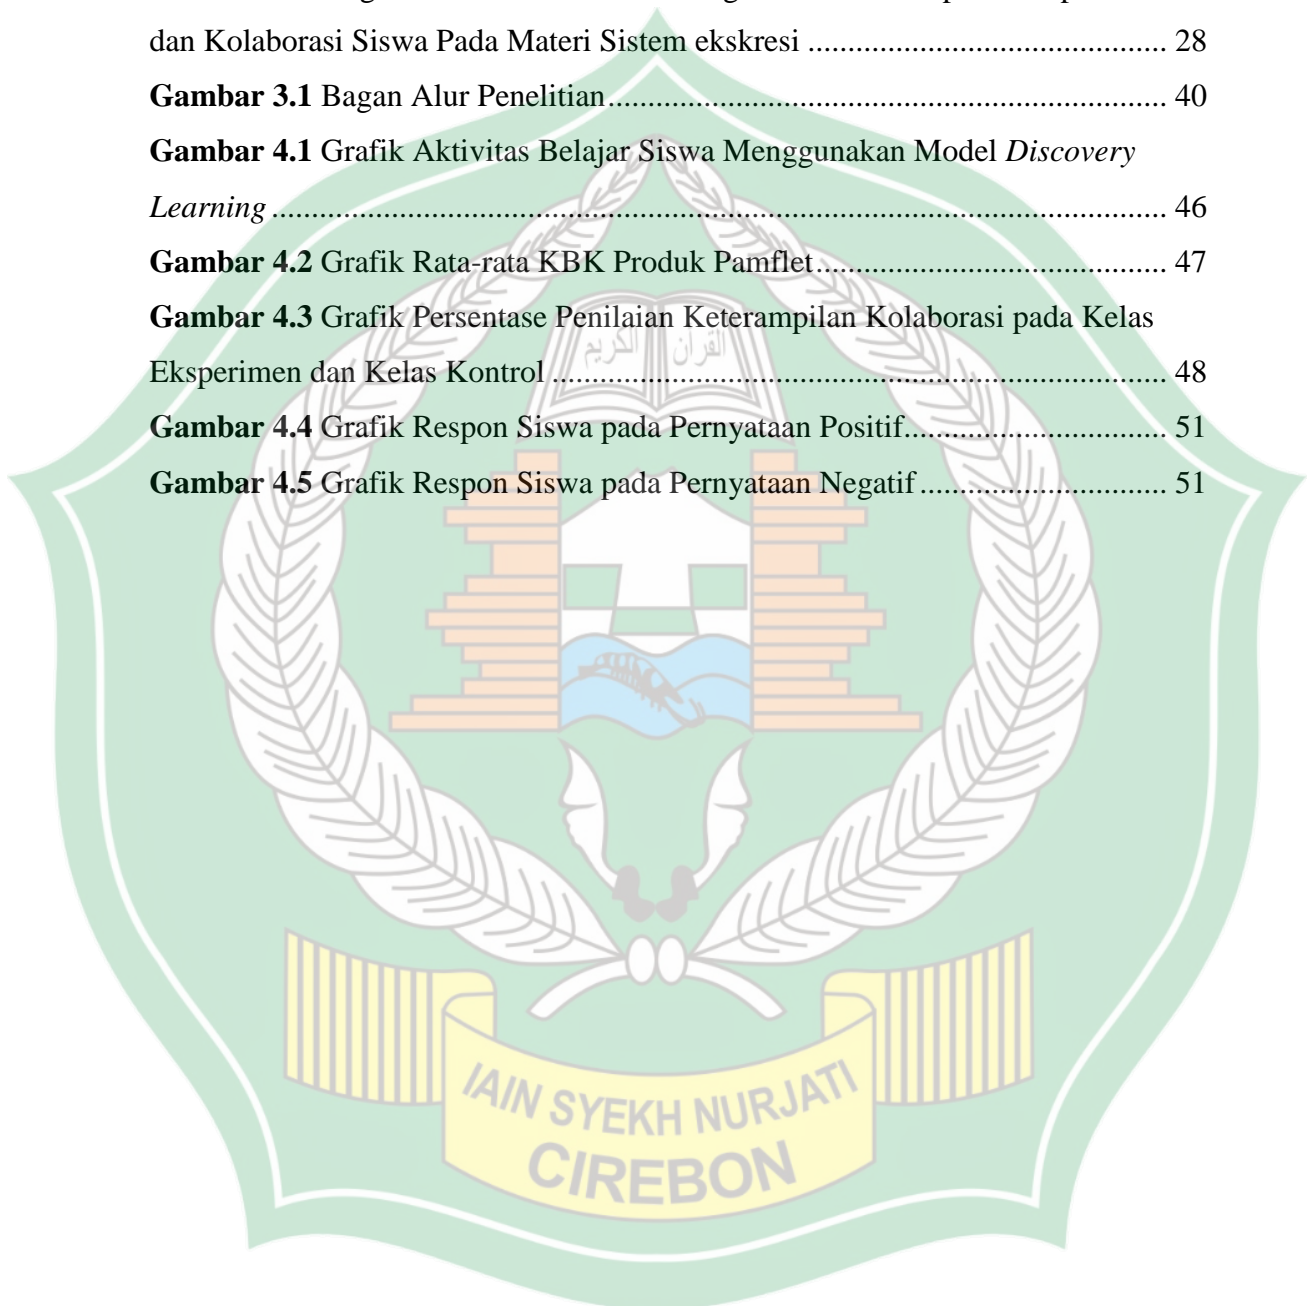 dan Kolaborasi Siswa Pada Materi Sistem ekskresi ............................................. 28
Gambar 3.1 Bagan Alur Penelitian...................................................................... 40
Gambar 4.1 Grafik Aktivitas Belajar Siswa Menggunakan Model Discovery
Learning ................................................................................................................ 46
Gambar 4.2 Grafik Rata-rata KBK Produk Pamflet............................................ 47
Gambar 4.3 Grafik Persentase Penilaian Keterampilan Kolaborasi pada Kelas
Eksperimen dan Kelas Kontrol ............................................................................. 48
القرآن الكريم
Gambar 4.4 Grafik Respon Siswa pada Pernyataan Positif................................. 51
Gambar 4.5 Grafik Respon Siswa pada Pernyataan Negatif ............................... 51
IAIN SYEKH NURJATI
CIREBON